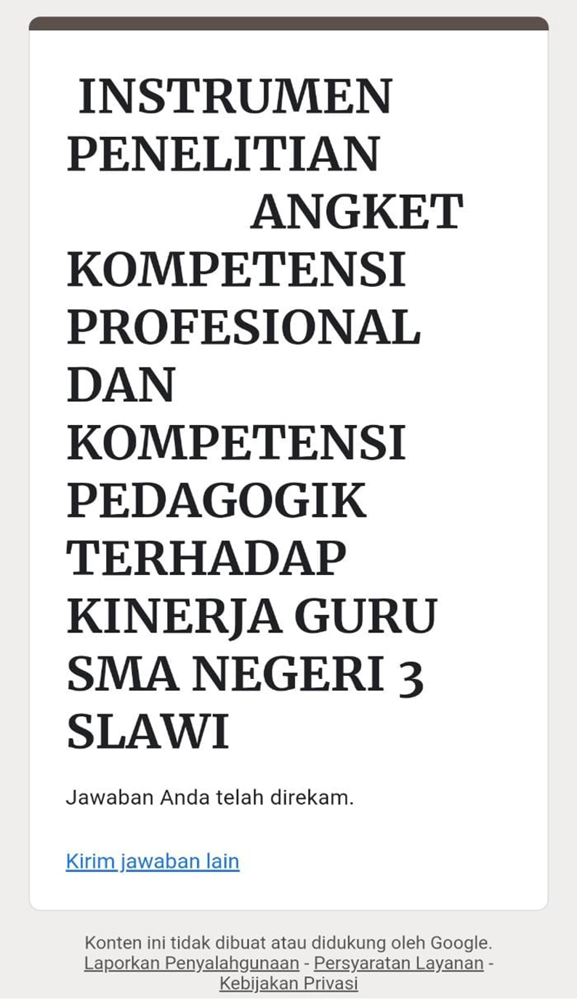 INSTRUMEN
PENELITIAN
ANGKET
KOMPETENSI
PROFESIONAL
DAN
KOMPETENSI
PEDAGOGIK
TERHADAP
KINERJA GURU
SMA NEGERI 3
SLAWI
Jawaban Anda telah direkam.
Kirim jawaban lain
Konten ini tidak dibuat atau didukung oleh Google.
Laporkan Penyalahgunaan - Persyaratan Layanan -
Kebijakan Privasi